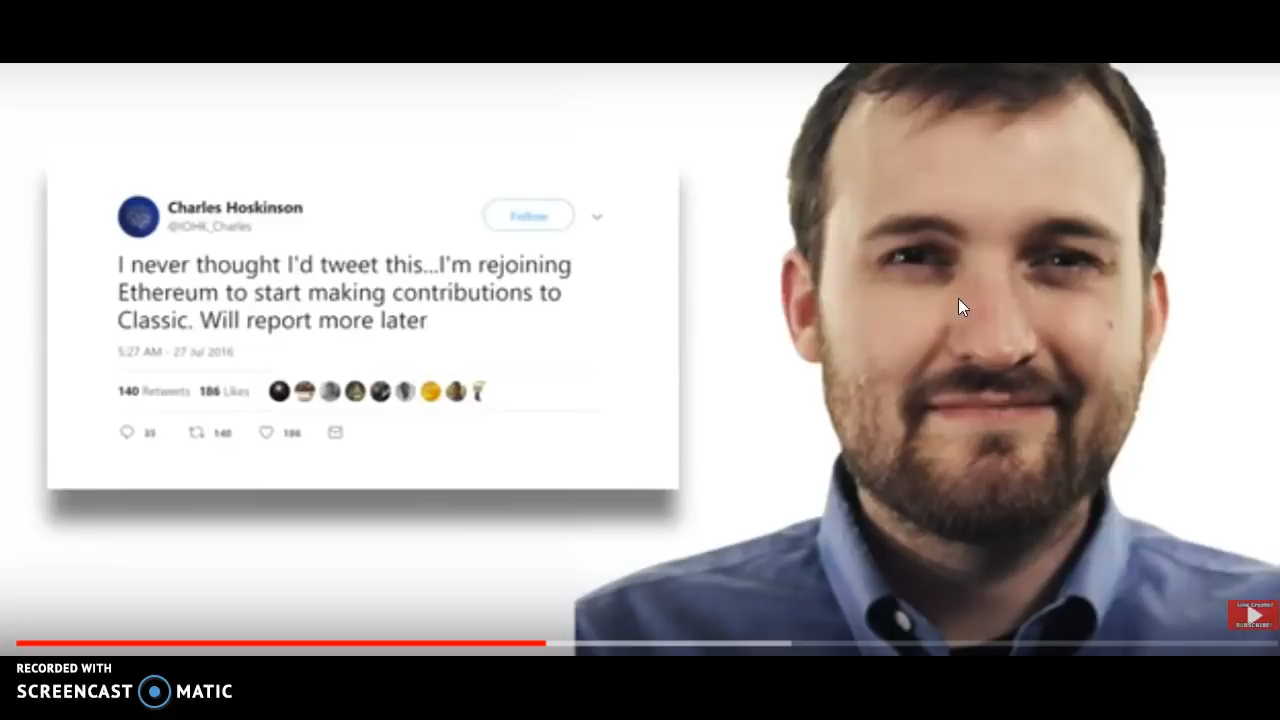 Charles Hoskinson
@IOHK_Charles
Follow
I never thought I'd tweet this...I'm rejoining
Ethereum to start making contributions to
Classic. Will report more later
5:27 AM - 27 Jul 2016
140 Retweets 186 Likes
35 140 186
Like Crypto?
SUBSCRIBE!
RECORDED WITH
SCREENCAST MATIC